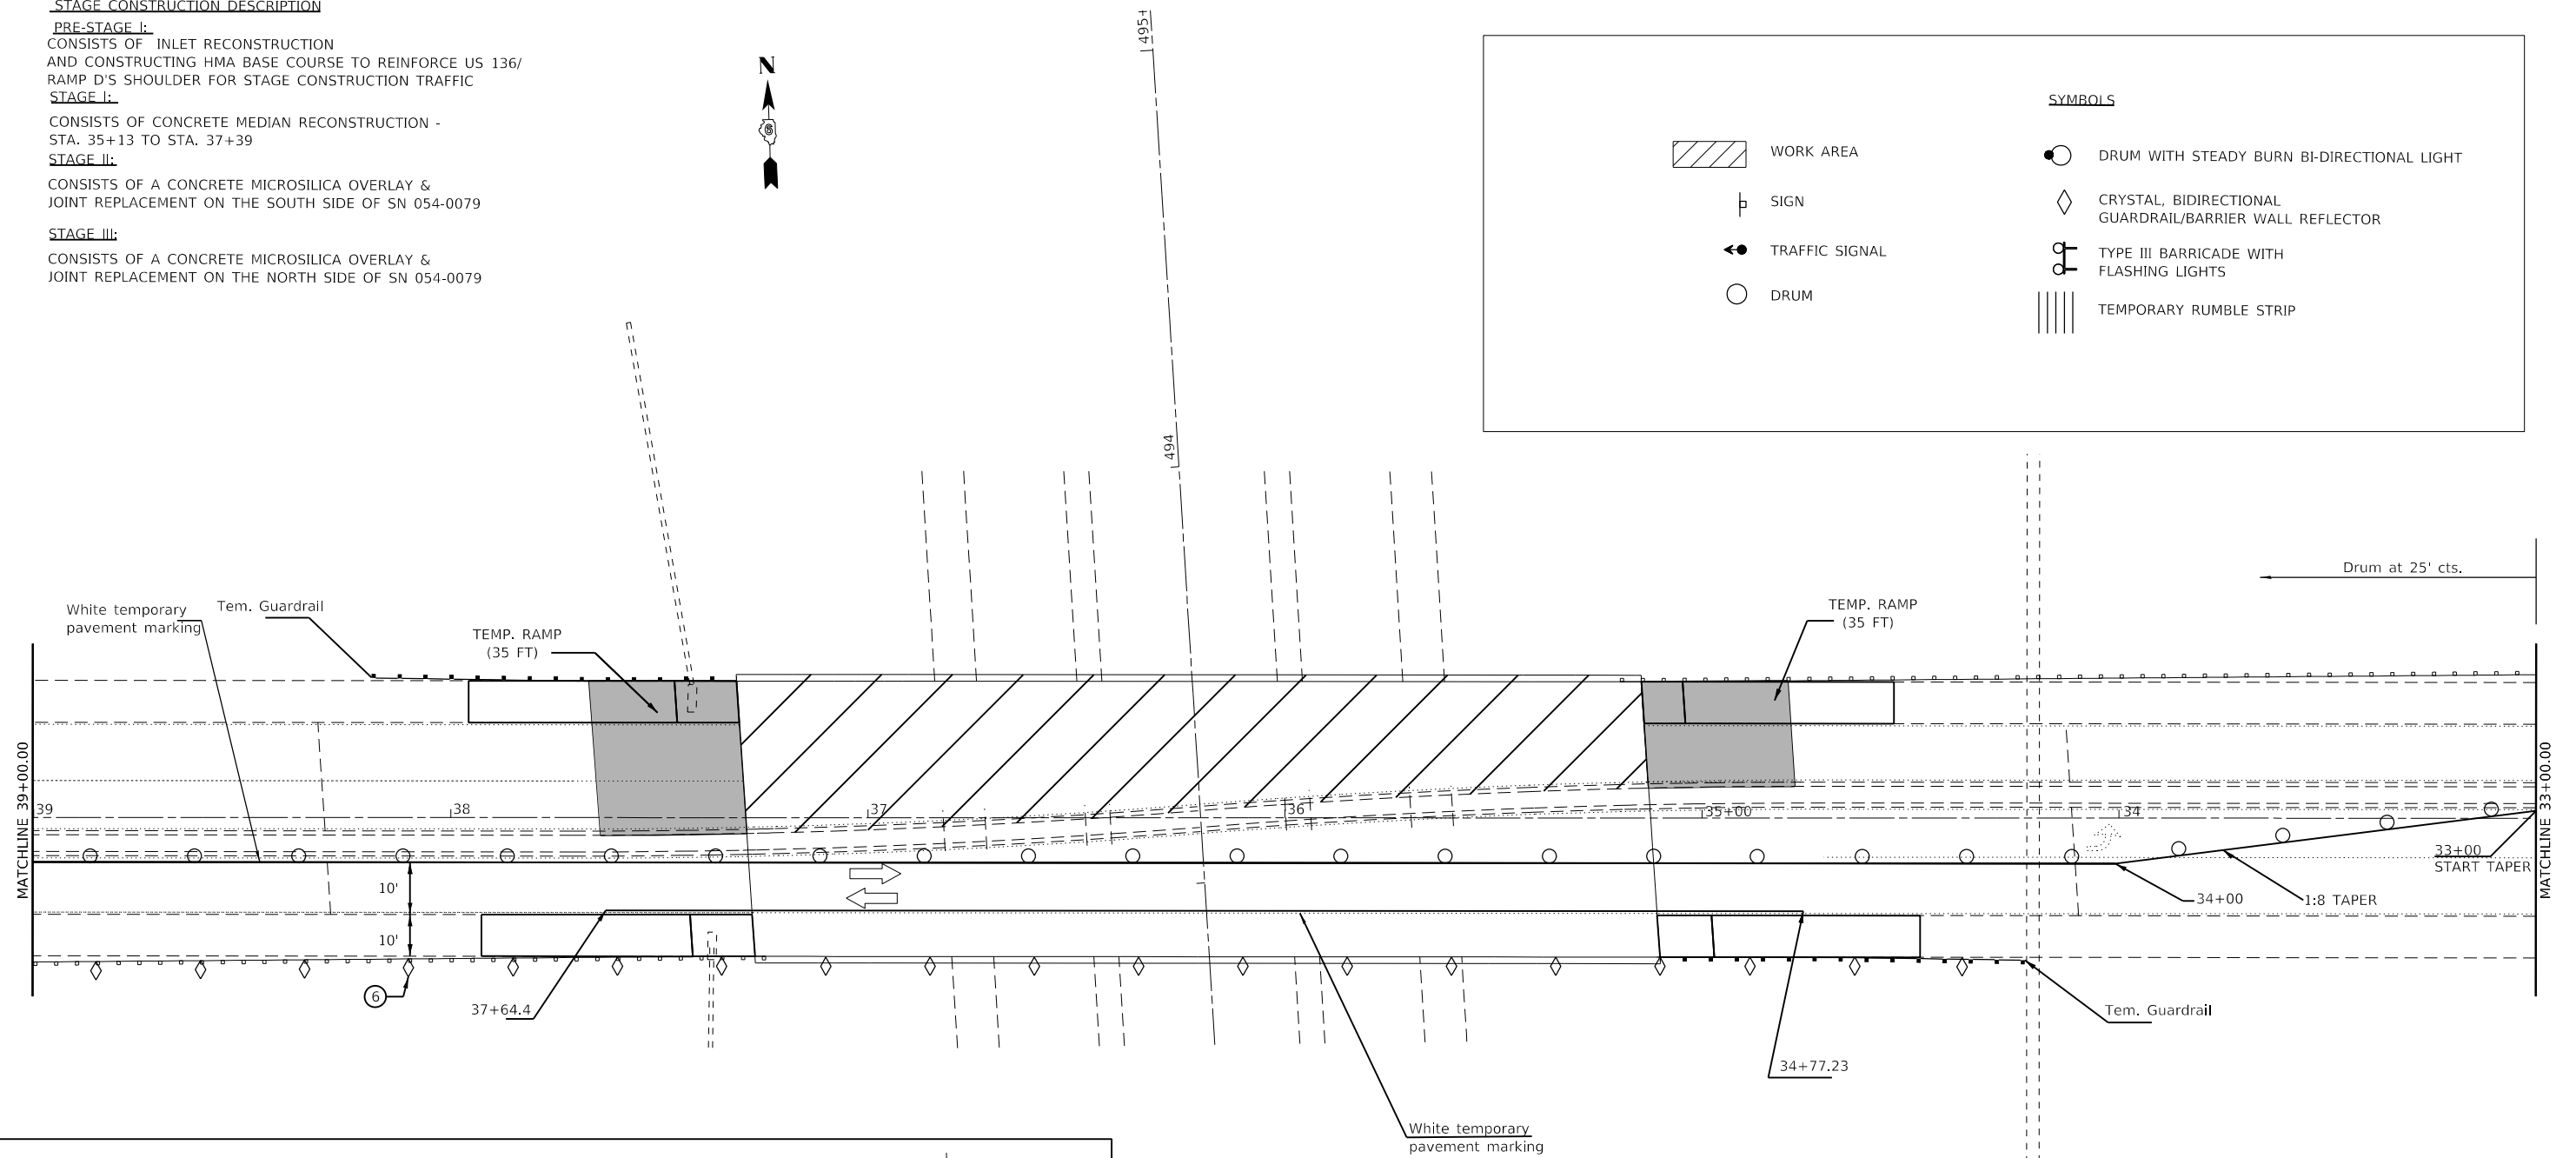 STAGE CONSTRUCTION DESCRIPTION
PRE-STAGE I:
CONSISTS OF INLET RECONSTRUCTION
AND CONSTRUCTING HMA BASE COURSE TO REINFORCE US 136/
RAMP D'S SHOULDER FOR STAGE CONSTRUCTION TRAFFIC
STAGE I:
CONSISTS OF CONCRETE MEDIAN RECONSTRUCTION -
STA. 35+13 TO STA. 37+39
STAGE II:
CONSISTS OF A CONCRETE MICROSILICA OVERLAY &
JOINT REPLACEMENT ON THE SOUTH SIDE OF SN 054-0079
STAGE III:
CONSISTS OF A CONCRETE MICROSILICA OVERLAY &
JOINT REPLACEMENT ON THE NORTH SIDE OF SN 054-0079
N
S
495+
494
SYMBOLS
WORK AREA
SIGN
TRAFFIC SIGNAL
DRUM
DRUM WITH STEADY BURN BI-DIRECTIONAL LIGHT
CRYSTAL, BIDIRECTIONAL
GUARDRAIL/BARRIER WALL REFLECTOR
TYPE III BARRICADE WITH
FLASHING LIGHTS
TEMPORARY RUMBLE STRIP
Drum at 25' cts.
White temporary
pavement marking
Tem. Guardrail
TEMP. RAMP
(35 FT)
TEMP. RAMP
(35 FT)
MATCHLINE 39+00.00
39
38
37
36
35+00
34
MATCHLINE 33+00.00
33+00
START TAPER
34+00
1:8 TAPER
10'
10'
6
37+64.4
34+77.23
Tem. Guardrail
White temporary
pavement marking